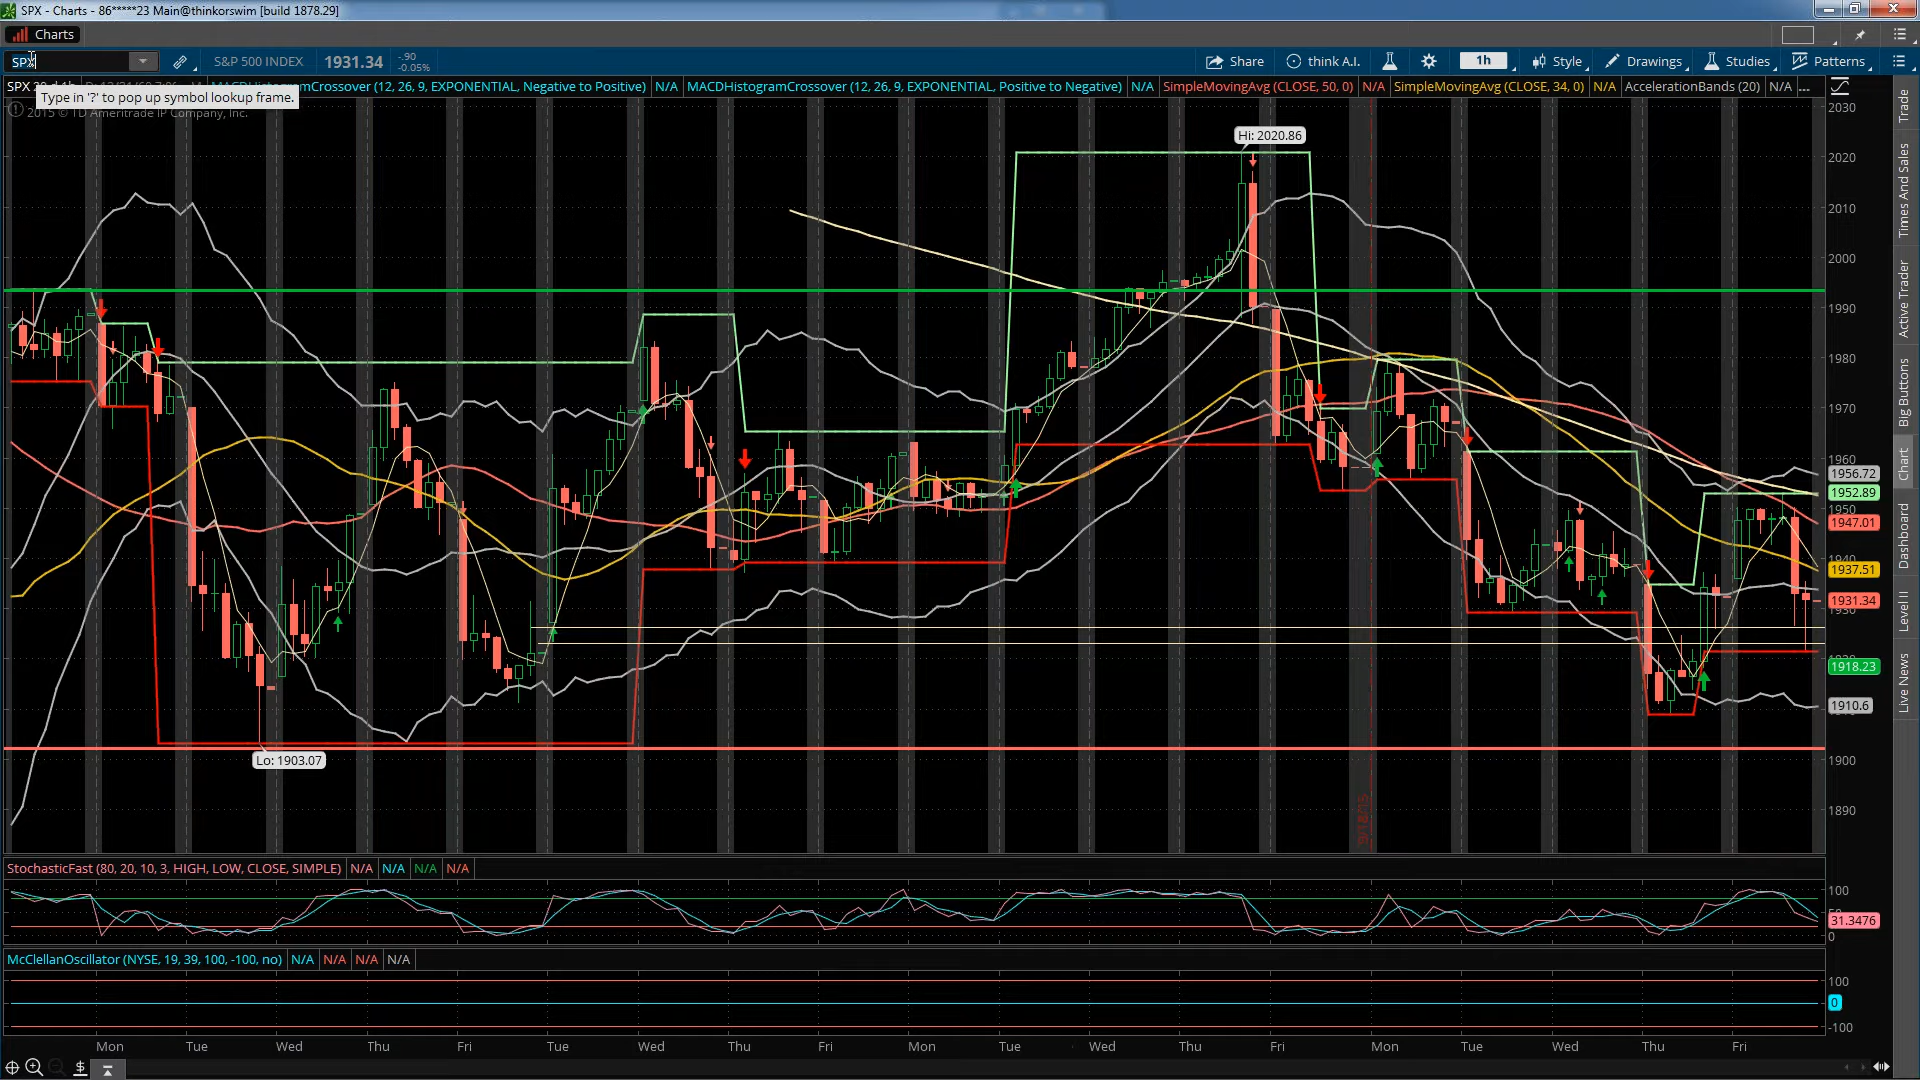 SPX - Charts - 86*****23 Main@thinkorswim [build 1878.29]
Charts
SPX S&P 500 INDEX 1931.34 -.90 -0.05% Share think A.I. 1h Style Drawings Studies Patterns
SPX MACDHistogramCrossover (12, 26, 9, EXPONENTIAL, Negative to Positive) N/A MACDHistogramCrossover (12, 26, 9, EXPONENTIAL, Negative to Positive) N/A SimpleMovingAvg (CLOSE, 50, 0) N/A SimpleMovingAvg (CLOSE, 34, 0) N/A AccelerationBands (20) N/A ...
Type in '?' to pop up symbol lookup frame.
2015 © TD Ameritrade IP Company, Inc.
Hi: 2020.86
Lo: 1903.07
9/18/15
2030
2020
2010
2000
1990
1980
1970
1960
1956.72
1952.89
1950
1947.01
1940
1937.51
1931.34
1918.23
1910.6
1900
1890
StochasticFast (80, 20, 10, 3, HIGH, LOW, CLOSE, SIMPLE) N/A N/A N/A N/A
100
31.3476
0
McClellanOscillator (NYSE, 19, 39, 100, -100, no) N/A N/A N/A N/A
100
0
-100
Mon Tue Wed Thu Fri Tue Wed Thu Fri Mon Tue Wed Thu Fri Mon Tue Wed Thu Fri
$
Trade
Times And Sales
Active Trader
Big Buttons
Chart
Dashboard
Level II
Live News